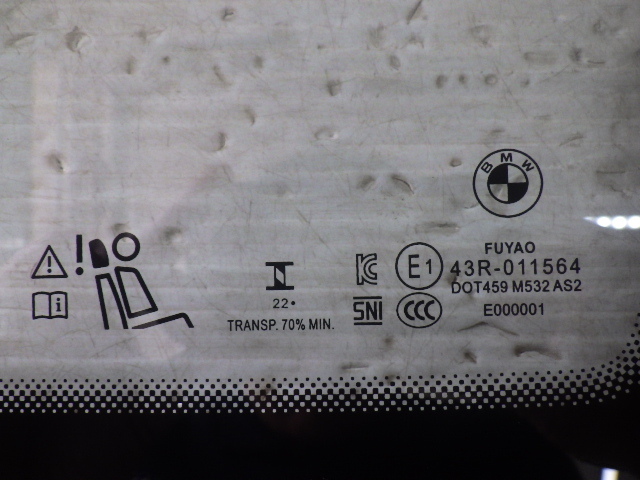 BMW
FUYAO
E1 43R-011564
DOT459 M532 AS2
SNI CCC E000001
22•
TRANSP. 70% MIN.